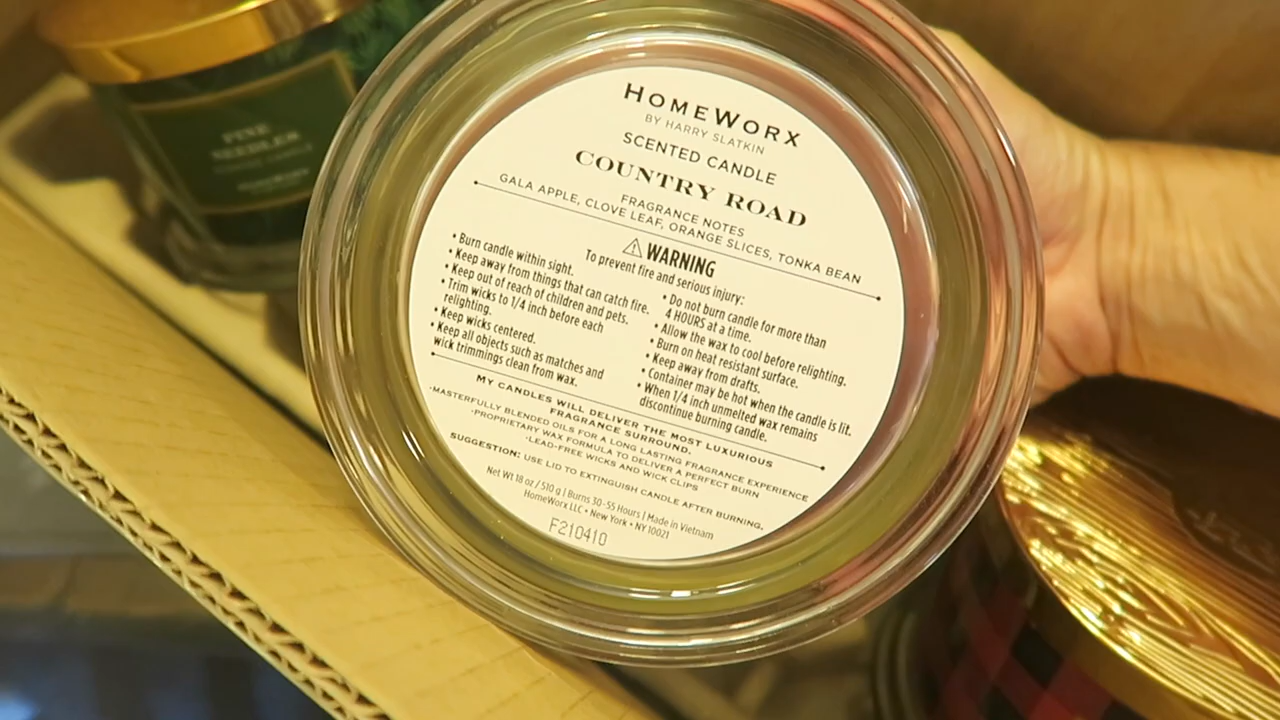 HOMEWORX
BY HARRY SLATKIN
SCENTED CANDLE
COUNTRY ROAD
FRAGRANCE NOTES
GALA APPLE, CLOVE LEAF, ORANGE SLICES, TONKA BEAN
⚠ WARNING
To prevent fire and serious injury:
• Burn candle within sight.
• Keep away from things that can catch fire.
• Keep out of reach of children and pets.
• Trim wicks to 1/4 inch before each
relighting.
• Keep wicks centered.
• Keep all objects such as matches and
wick trimmings clean from wax.
• Do not burn candle for more than
4 HOURS at a time.
• Allow the wax to cool before relighting.
• Burn on heat resistant surface.
• Keep away from drafts.
• Container may be hot when the candle is lit.
• When 1/4 inch unmelted wax remains
discontinue burning candle.
MY CANDLES WILL DELIVER THE MOST LUXURIOUS
FRAGRANCE SURROUND.
·MASTERFULLY BLENDED OILS FOR A LONG LASTING FRAGRANCE EXPERIENCE
·PROPRIETARY WAX FORMULA TO DELIVER A PERFECT BURN
·LEAD-FREE WICKS AND WICK CLIPS
SUGGESTION: USE LID TO EXTINGUISH CANDLE AFTER BURNING.
Net Wt 18 oz / 510 g | Burns 30-55 Hours | Made in Vietnam
HomeWorx LLC • New York • NY 10021
F210410
PINE
NEEDLES